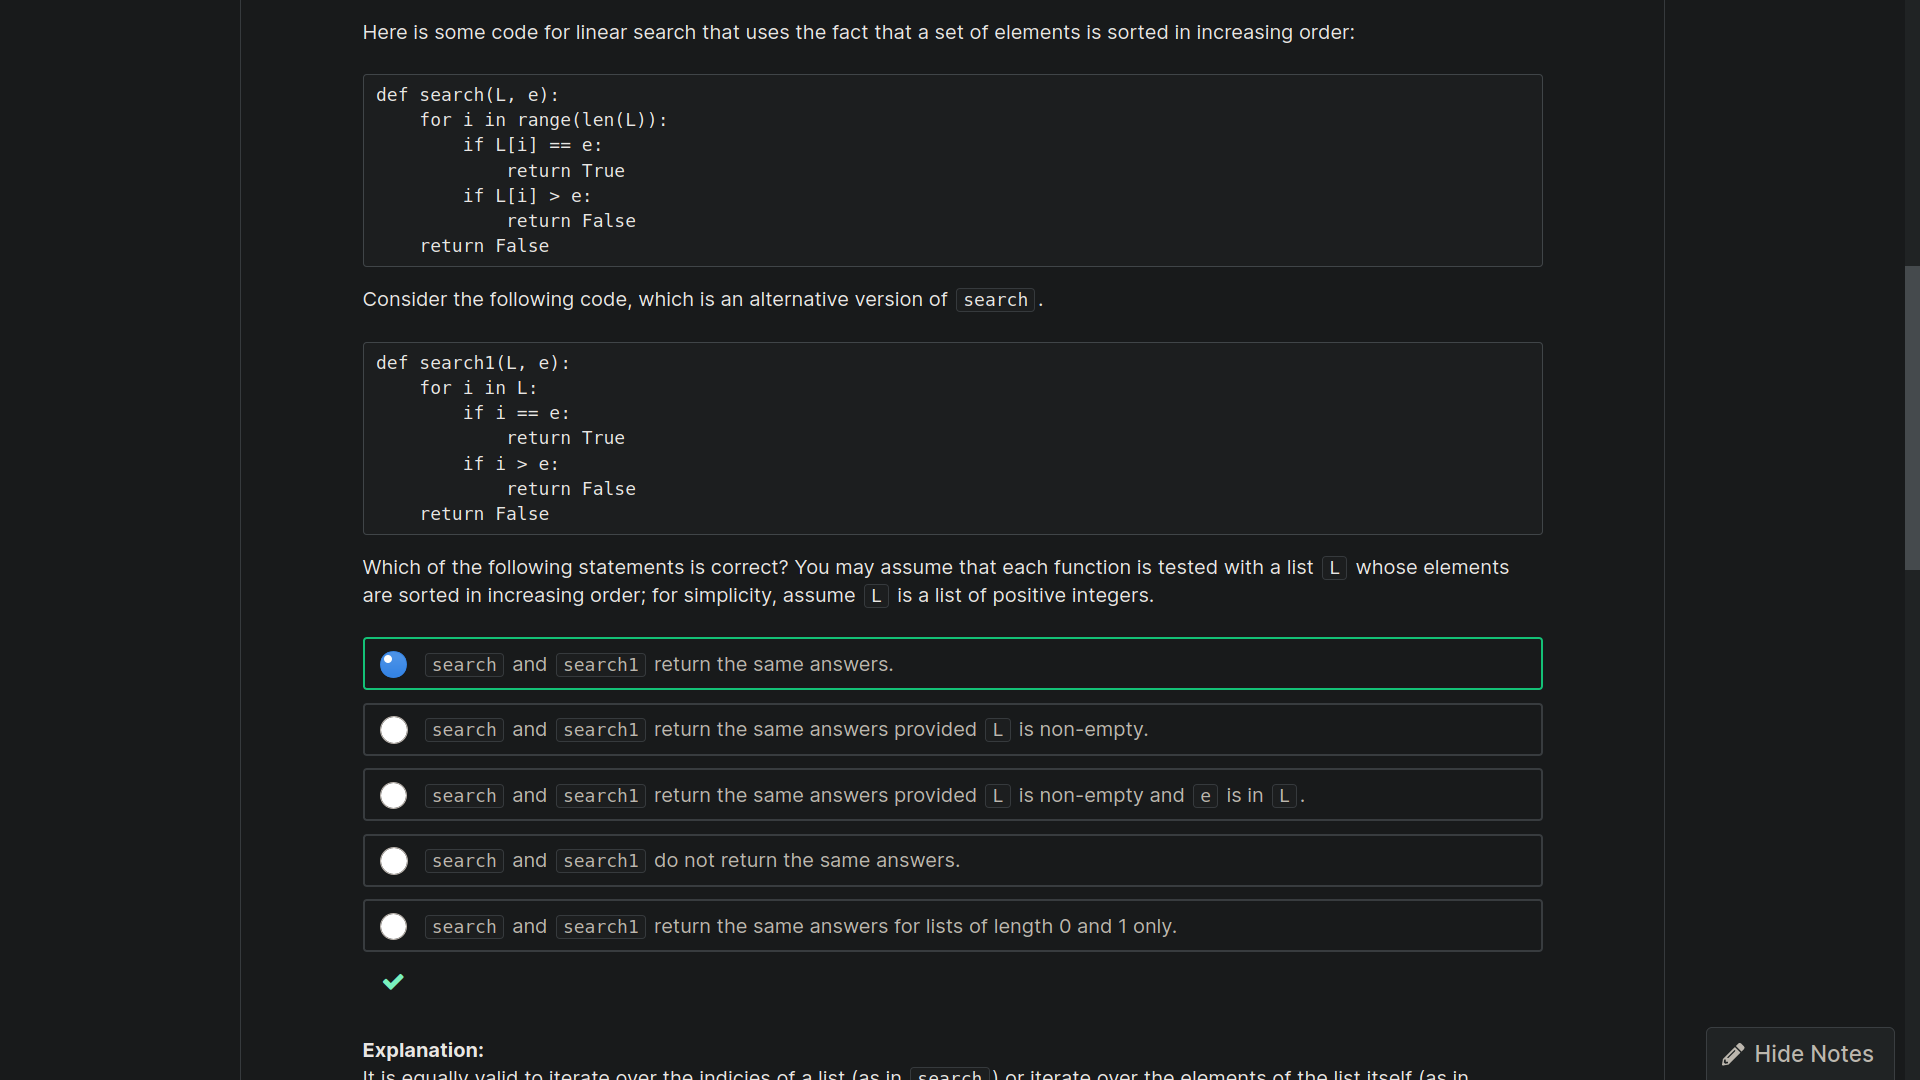 Here is some code for linear search that uses the fact that a set of elements is sorted in increasing order:
def search(L, e):
    for i in range(len(L)):
        if L[i] == e:
            return True
        if L[i] > e:
            return False
    return False
Consider the following code, which is an alternative version of search .
def search1(L, e):
    for i in L:
        if i == e:
            return True
        if i > e:
            return False
    return False
Which of the following statements is correct? You may assume that each function is tested with a list L whose elements
are sorted in increasing order; for simplicity, assume L is a list of positive integers.
search and search1 return the same answers.
search and search1 return the same answers provided L is non-empty.
search and search1 return the same answers provided L is non-empty and e is in L .
search and search1 do not return the same answers.
search and search1 return the same answers for lists of length 0 and 1 only.
Explanation:
It is equally valid to iterate over the indicies of a list (as in search ) or iterate over the elements of the list itself (as in
Hide Notes